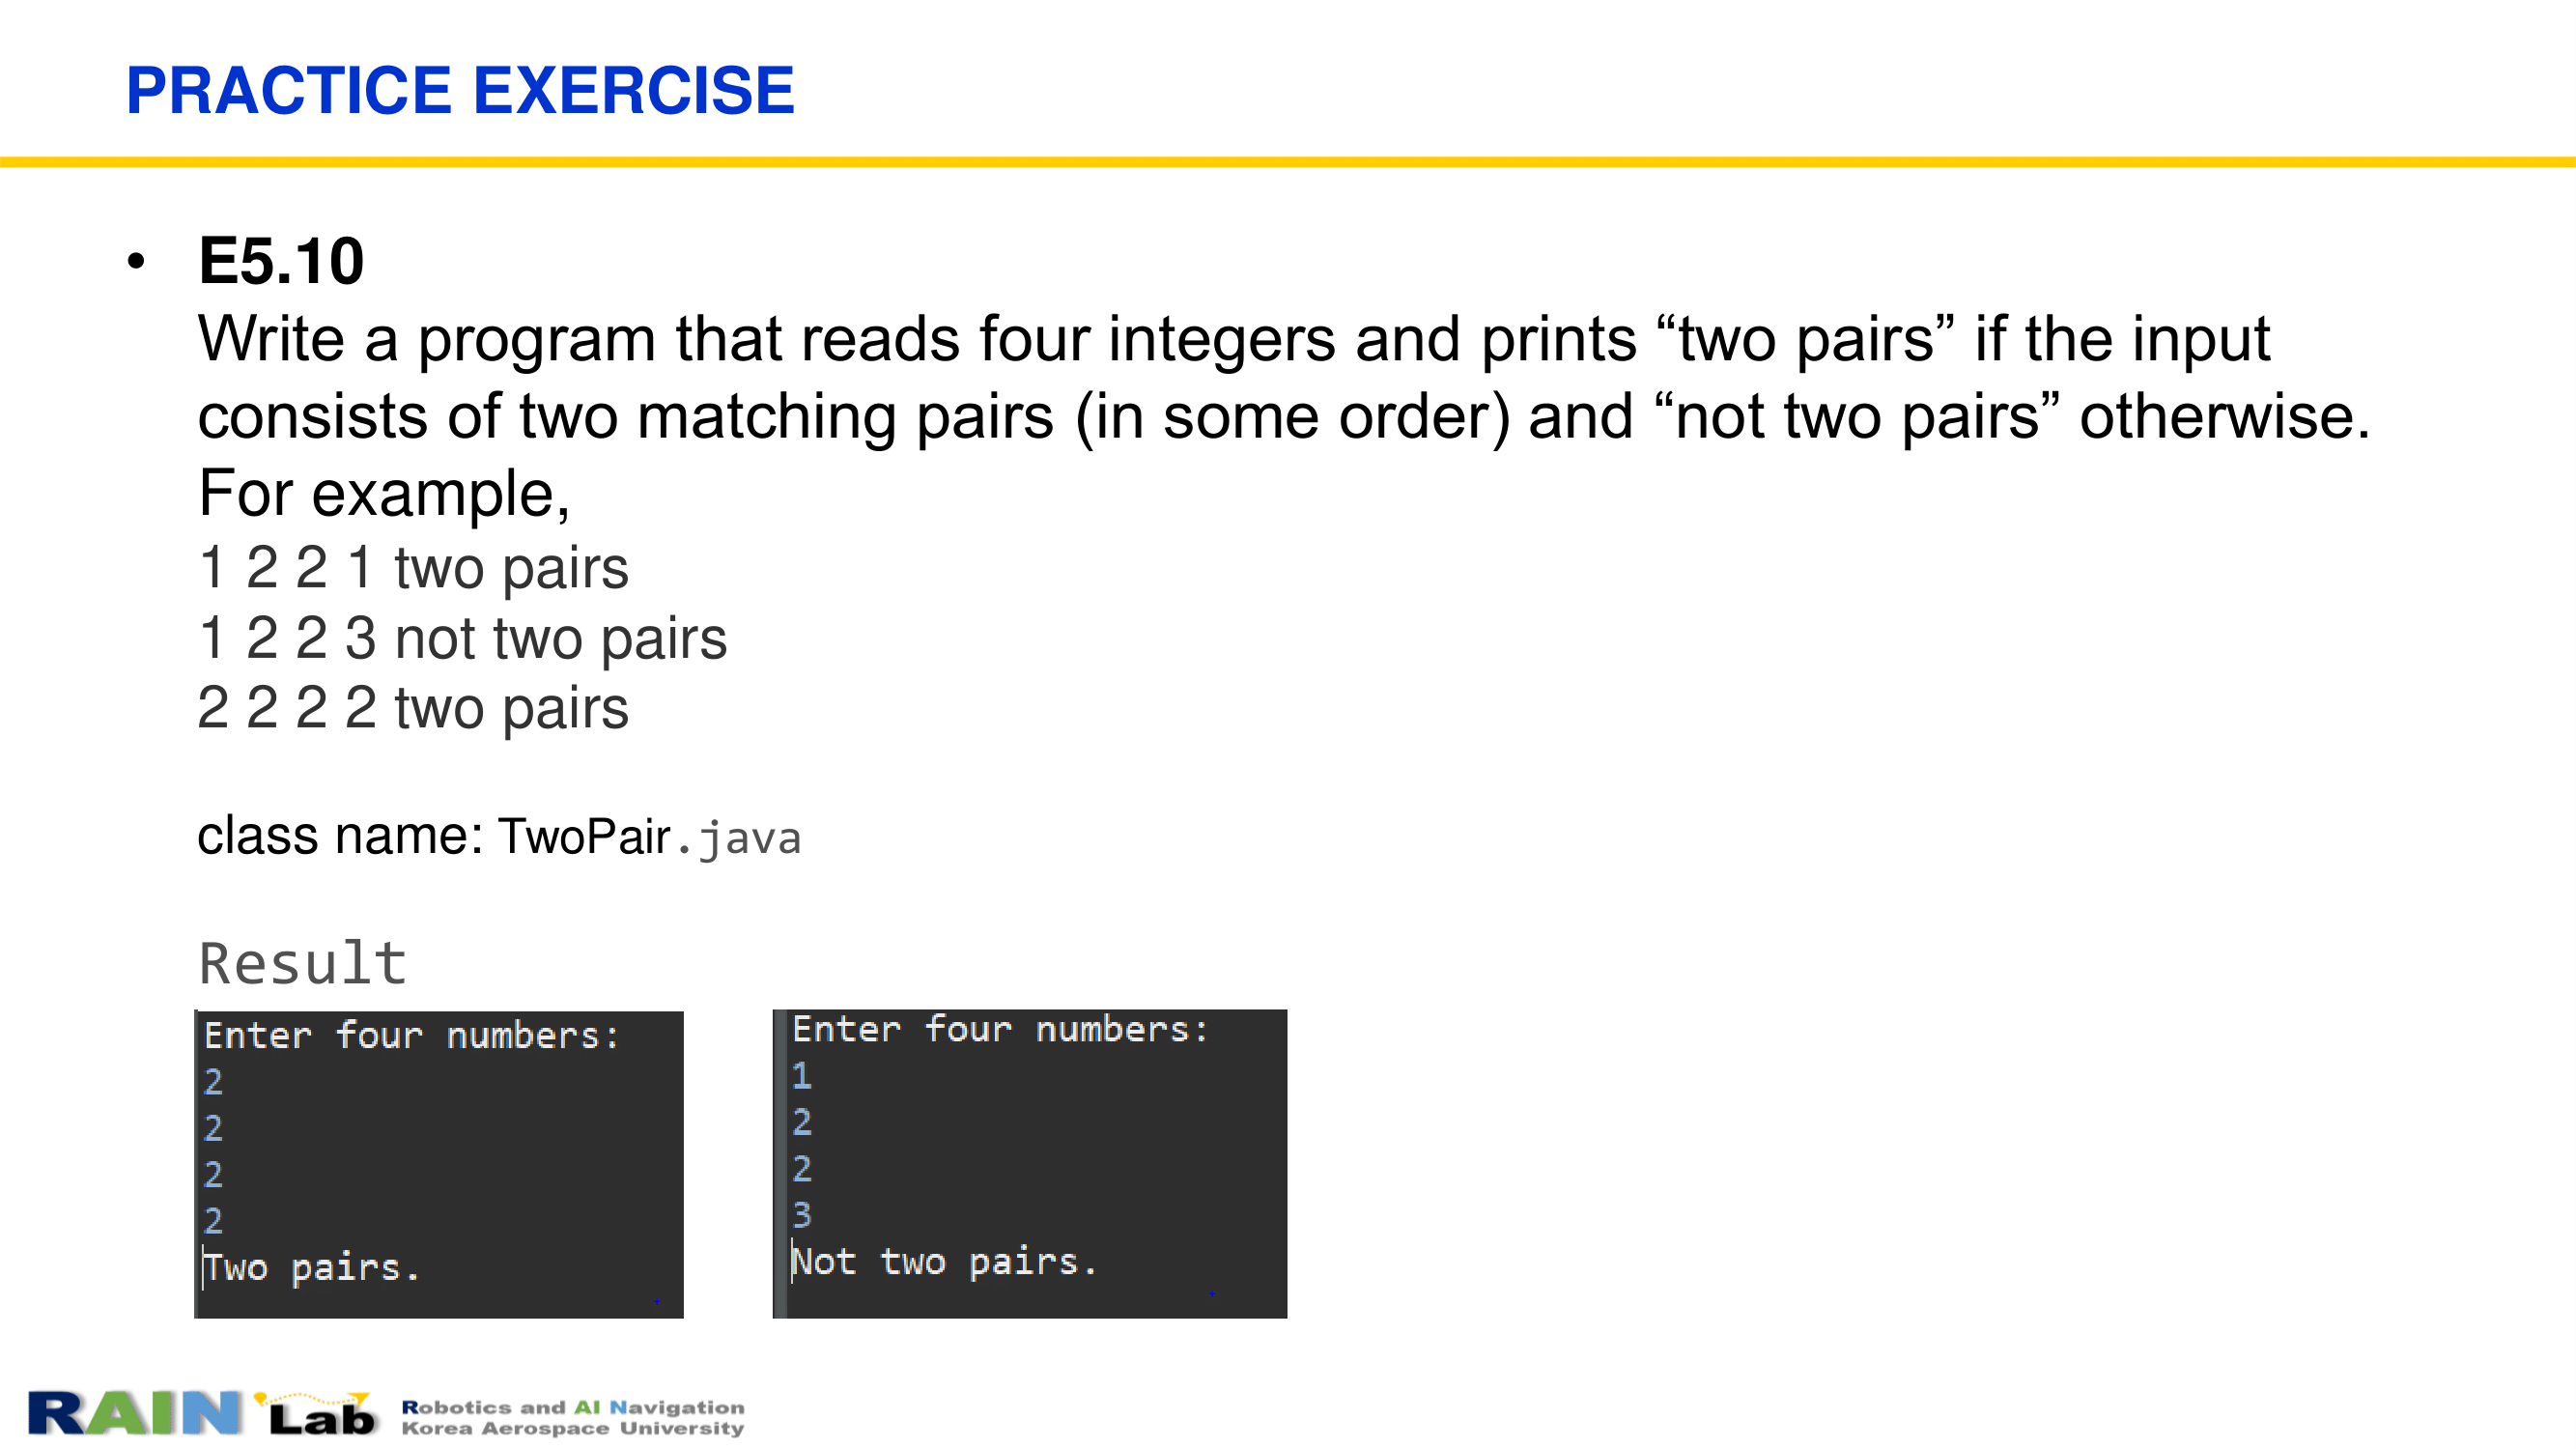 PRACTICE EXERCISE
• E5.10
Write a program that reads four integers and prints “two pairs” if the input
consists of two matching pairs (in some order) and “not two pairs” otherwise.
For example,
1 2 2 1 two pairs
1 2 2 3 not two pairs
2 2 2 2 two pairs
class name: TwoPair.java
Result
Enter four numbers:
2
2
2
2
Two pairs.
Enter four numbers:
1
2
2
3
Not two pairs.
RAIN Lab
Robotics and AI Navigation
Korea Aerospace University